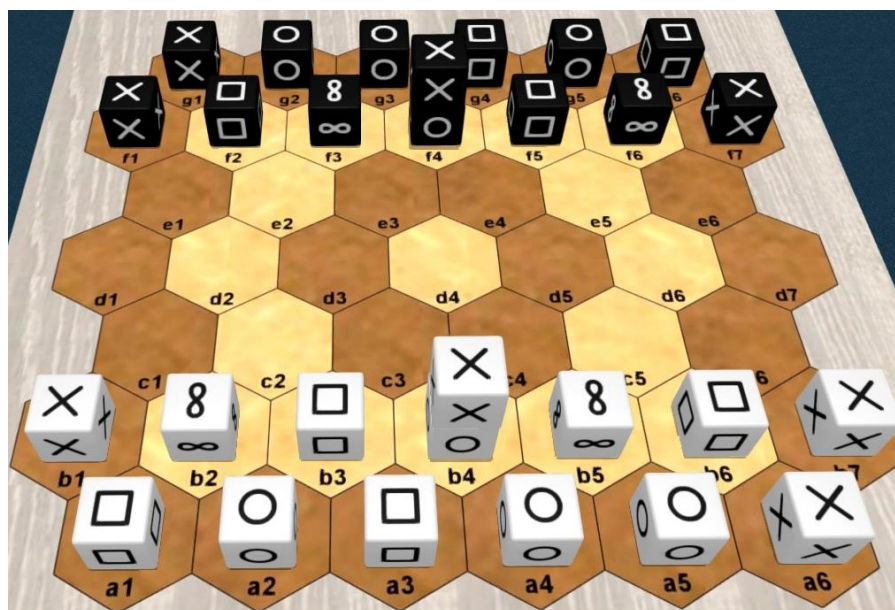 g1 g2 g3 g4 g5 6
f1 f2 f3 f4 f5 f6 f7
e1 e2 e3 e4 e5 e6
d1 d2 d3 d4 d5 d6 d7
c1 c2 c3 c4 c5 6
b1 b2 b3 b4 b5 b6 b7
a1 a2 a3 a4 a5 a6